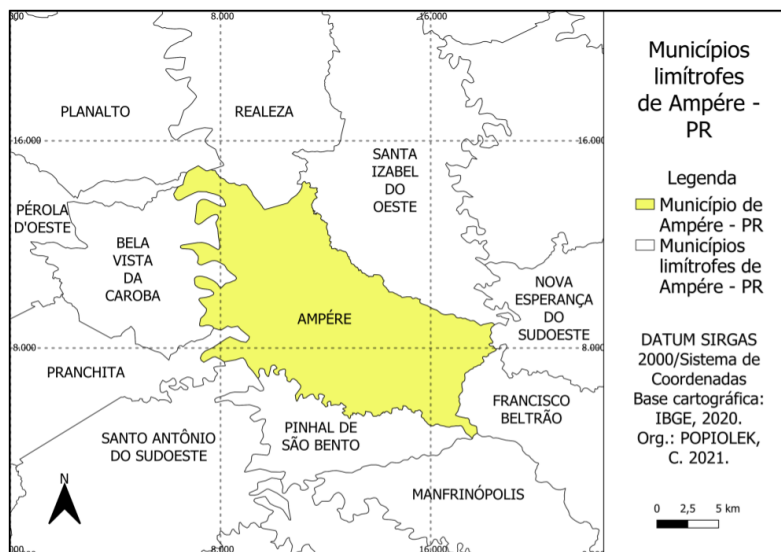 000
8.000
16.000
PLANALTO
REALEZA
16.000
16.000
SANTA
IZABEL
DO
OESTE
PÉROLA
D'OESTE
BELA
VISTA
DA
CAROBA
NOVA
ESPERANÇA
DO
SUDOESTE
AMPÉRE
8.000
8.000
PRANCHITA
FRANCISCO
BELTRÃO
SANTO ANTÔNIO
DO SUDOESTE
PINHAL DE
SÃO BENTO
MANFRINÓPOLIS
N
000
8.000
16.000
Municípios
limítrofes
de Ampére -
PR
Legenda
Município de
Ampére - PR
Municípios
limítrofes de
Ampére - PR
DATUM SIRGAS
2000/Sistema de
Coordenadas
Base cartográfica:
IBGE, 2020.
Org.: POPIOLEK,
C. 2021.
0 2,5 5 km